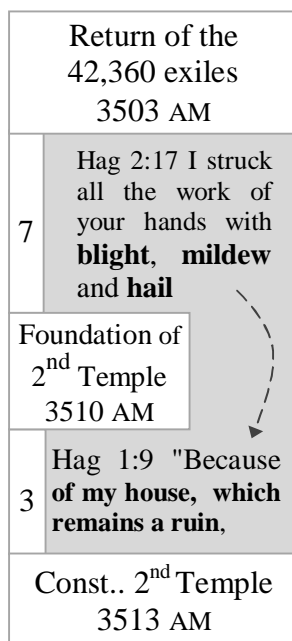 Return of the
42,360 exiles
3503 AM
Hag 2:17 I struck
all the work of
your hands with
blight, mildew
and hail
7
Foundation of
2nd Temple
3510 AM
Hag 1:9 "Because
of my house, which
remains a ruin,
3
Const.. 2nd Temple
3513 AM